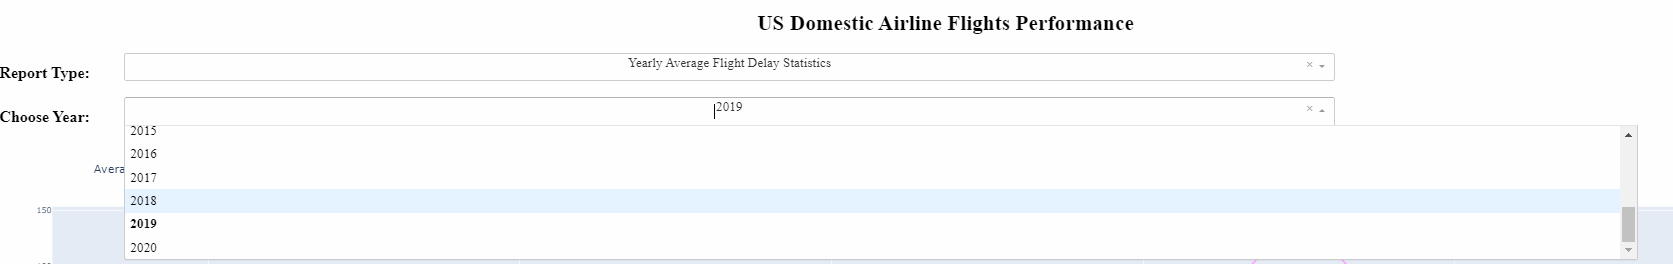 US Domestic Airline Flights Performance
Report Type:
Yearly Average Flight Delay Statistics
Choose Year:
2019
2015
2016
2017
2018
2019
2020
150